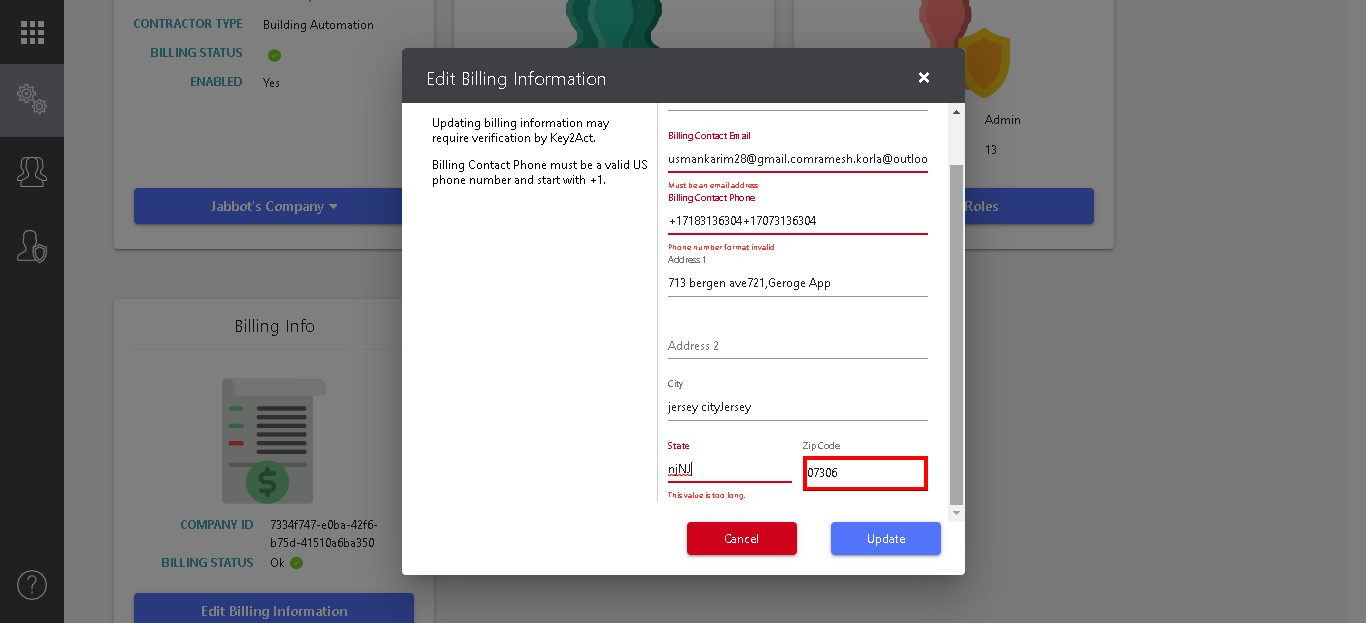 CONTRACTOR TYPE Building Automation
BILLING STATUS
ENABLED Yes
Jabbot's Company
Admin
13
Roles
Edit Billing Information
Updating billing information may
require verification by Key2Act.
Billing Contact Phone must be a valid US
phone number and start with +1.
Billing Contact Email
usmankarim28@gmail.comramesh.korla@outloo
Must be an email address
Billing Contact Phone
+17183136304+17073136304
Phone number format invalid
Address 1
713 bergen ave721,Geroge App
Address 2
City
jersey cityJersey
State Zip Code
njNJ 07306
This value is too long.
Cancel Update
Billing Info
COMPANY ID 7334f747-e0ba-42f6-
b75d-41510a6ba350
BILLING STATUS Ok
Edit Billing Information